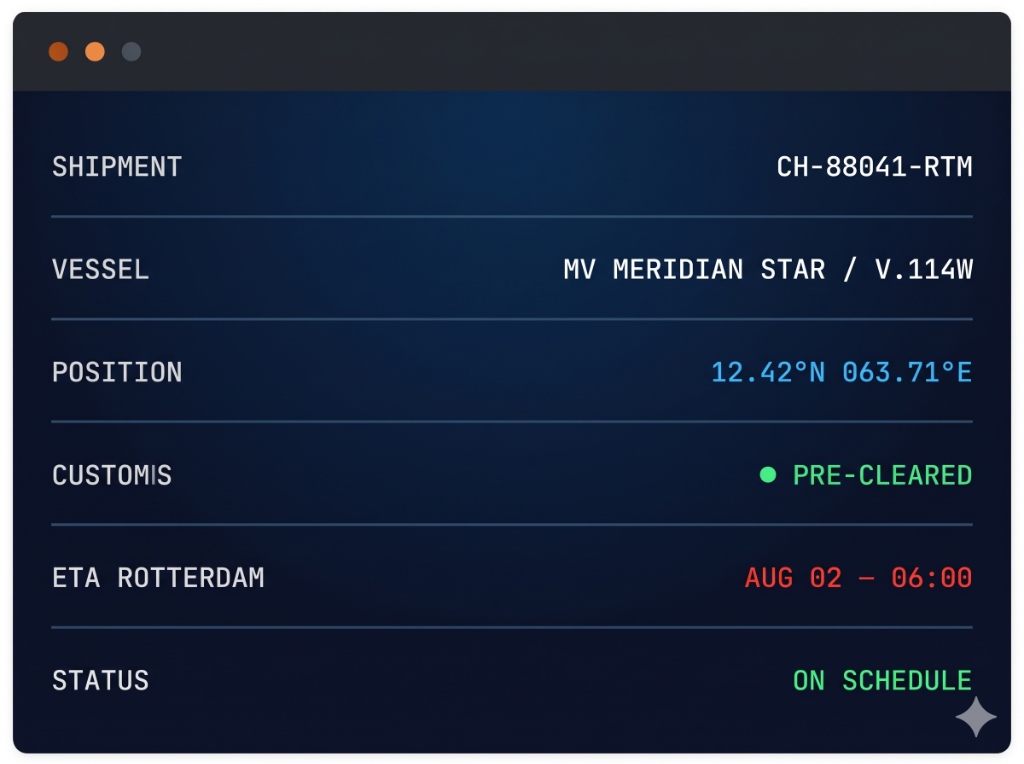 SHIPMENT CH-88041-RTM
VESSEL MV MERIDIAN STAR / V.114W
POSITION 12.42°N 063.71°E
CUSTOMIS PRE-CLEARED
ETA ROTTERDAM AUG 02 — 06:00
STATUS ON SCHEDULE